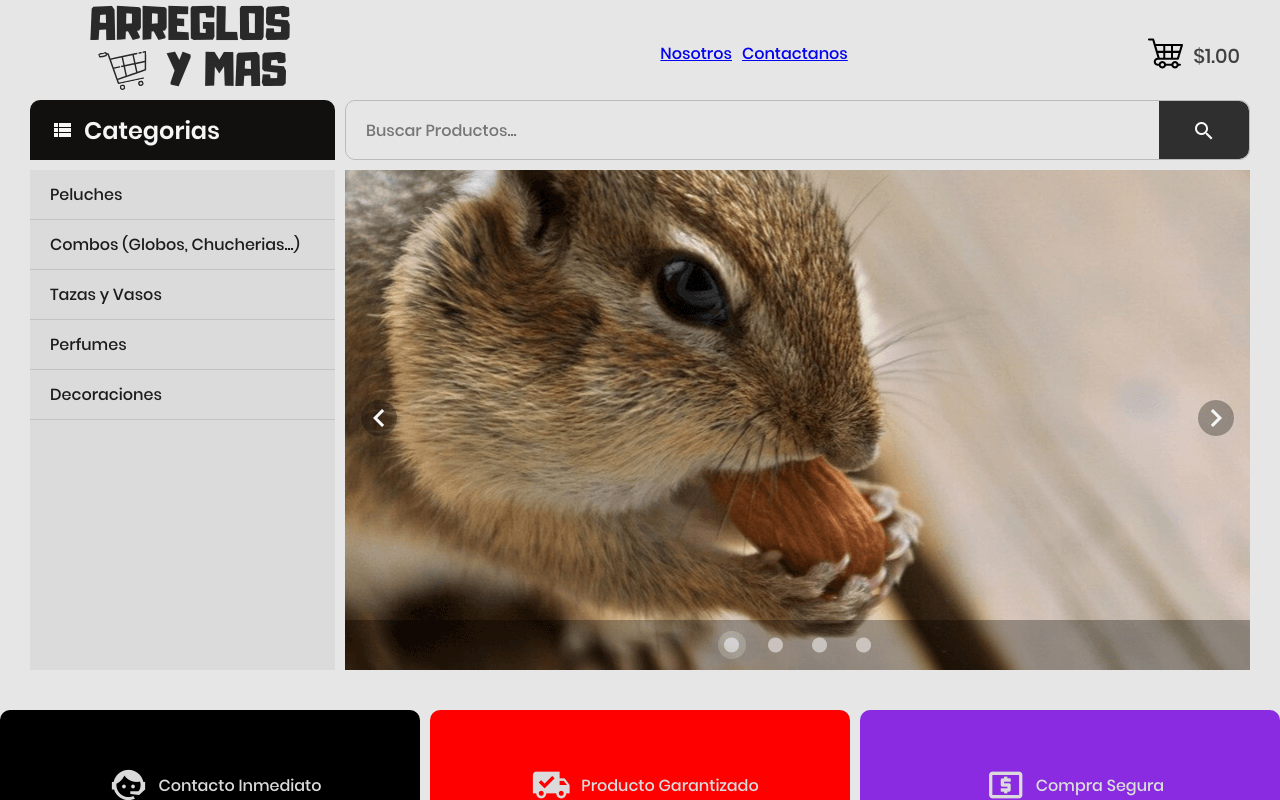 ARREGLOS
Y MAS
Nosotros Contactanos
$1.00
Categorias
Buscar Productos...
Peluches
Combos (Globos, Chucherias...)
Tazas y Vasos
Perfumes
Decoraciones
Contacto Inmediato
Producto Garantizado
Compra Segura